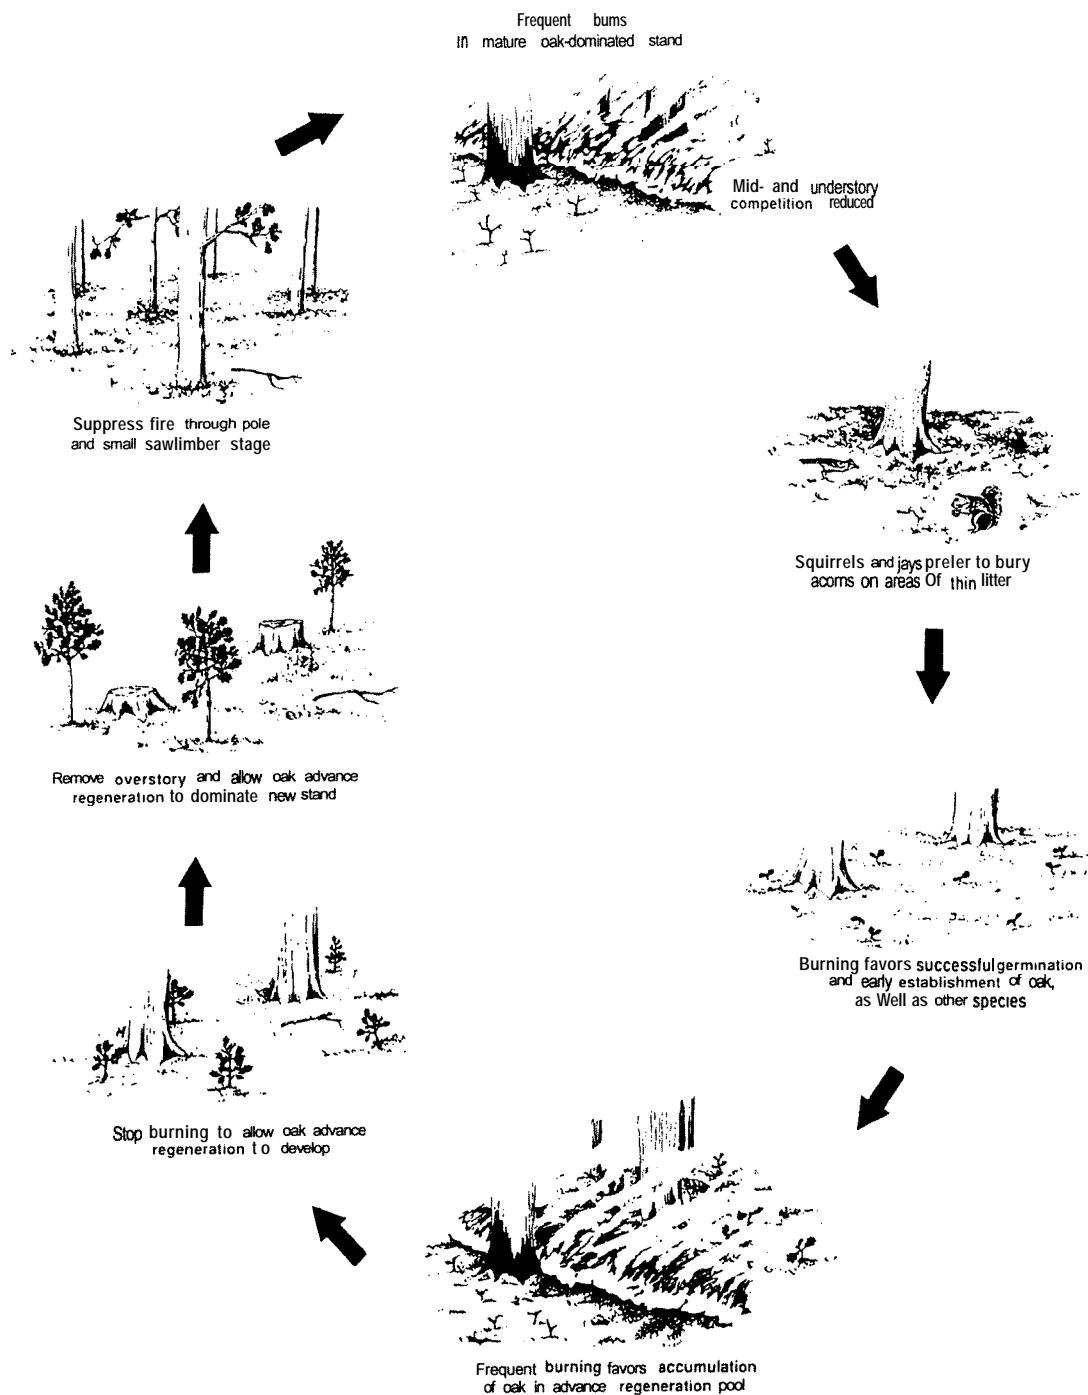 Frequent bums
in mature oak-dominated stand
Mid- and understory
competition reduced
Squirrels and jays preler to bury
acorns on areas Of thin litter
Burning favors successful germination
and early establishment of oak,
as Well as other species
Frequent burning favors accumulation
of oak in advance regeneration pool
Stop burning to allow oak advance
regeneration to develop
Remove overstory and allow oak advance
regeneration to dominate new stand
Suppress fire through pole
and small sawlimber stage